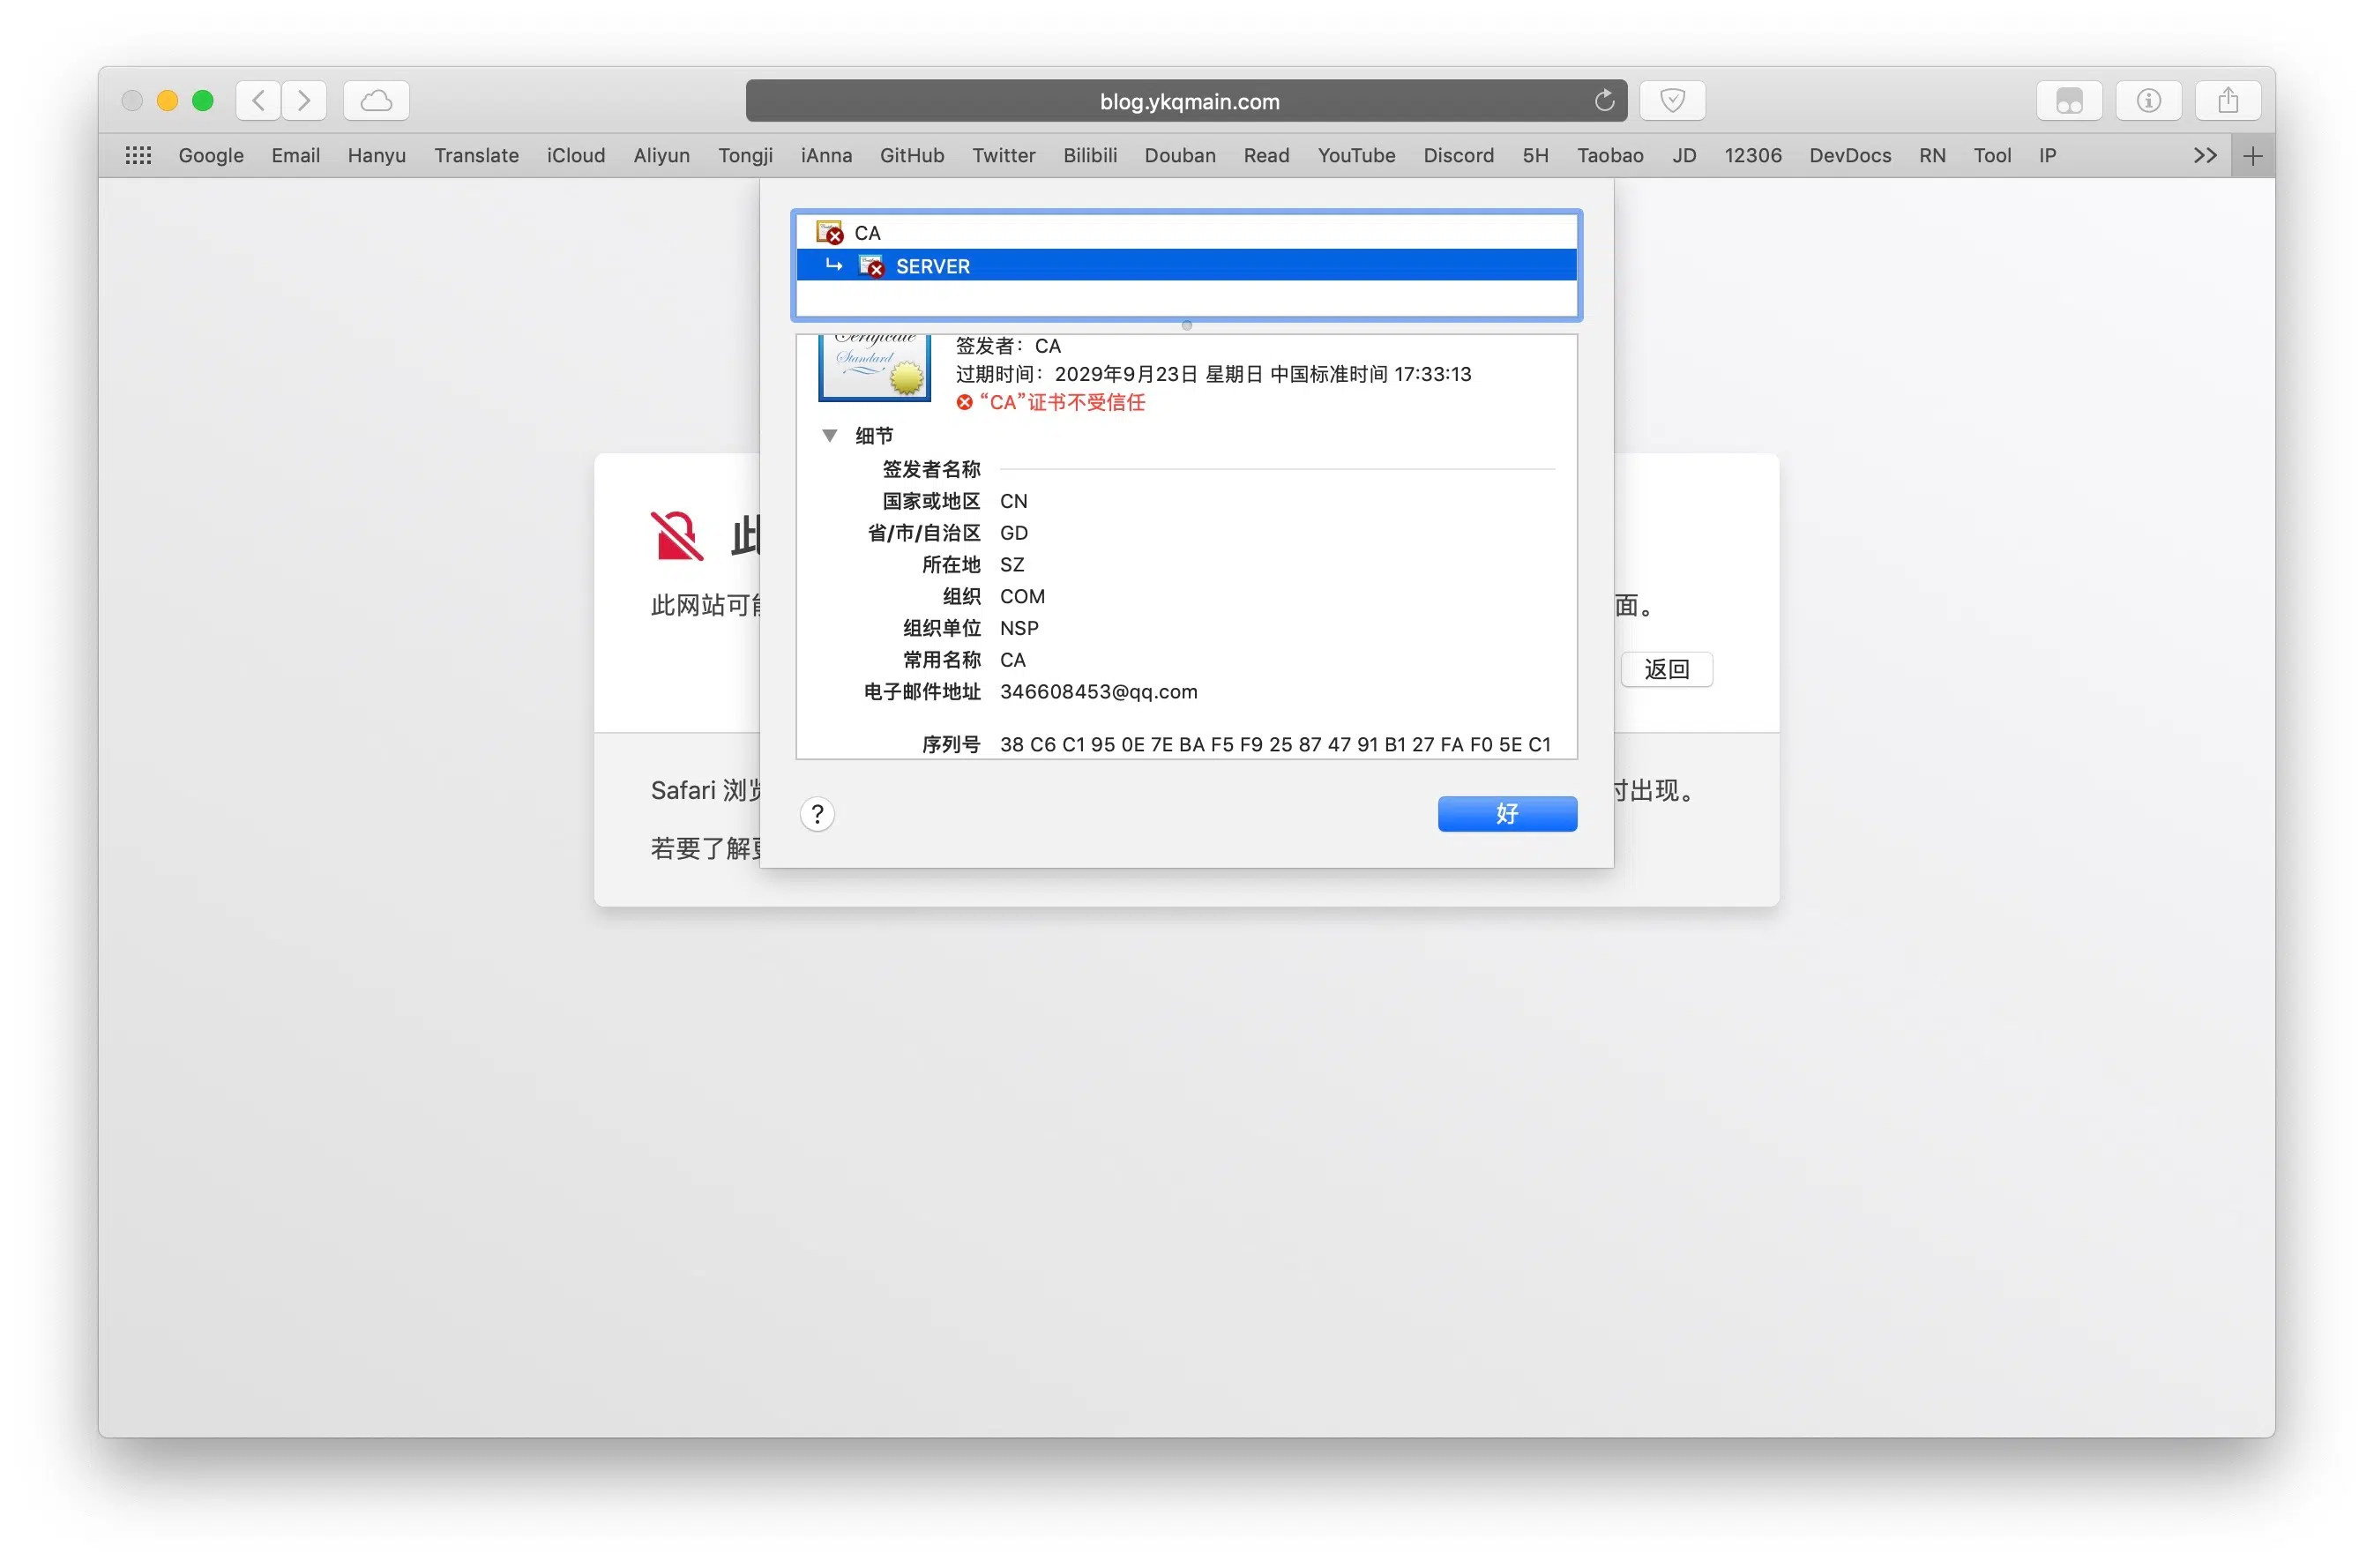 blog.ykqmain.com
Google Email Hanyu Translate iCloud Aliyun Tongji iAnna GitHub Twitter Bilibili Douban Read YouTube Discord 5H Taobao JD 12306 DevDocs RN Tool IP
CA
SERVER
Certificate
Standard
签发者：CA
过期时间：2029年9月23日 星期日 中国标准时间 17:33:13
“CA”证书不受信任
细节
签发者名称
国家或地区 CN
省/市/自治区 GD
所在地 SZ
组织 COM
组织单位 NSP
常用名称 CA
电子邮件地址 346608453@qq.com
序列号 38 C6 C1 95 0E 7E BA F5 F9 25 87 47 91 B1 27 FA F0 5E C1
?
好
此
此网站可 面。
返回
Safari 浏 时出现。
若要了解